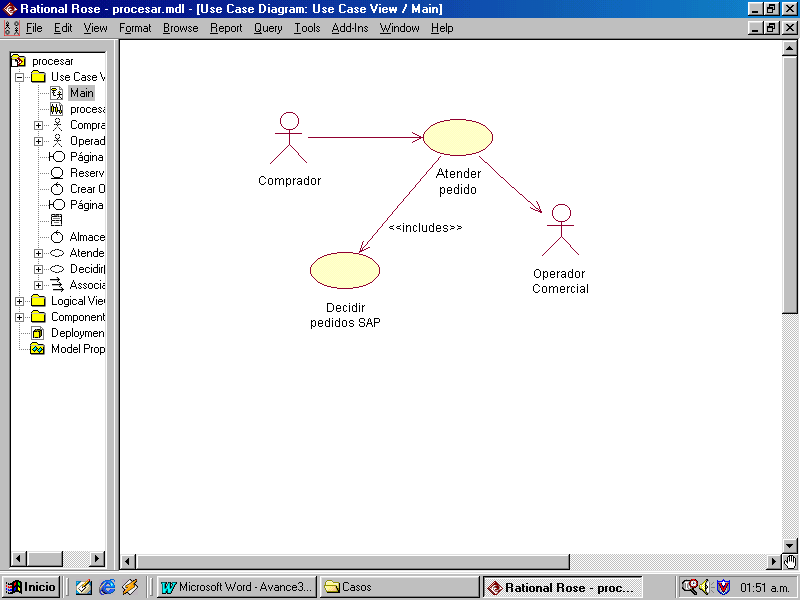 Rational Rose - procesar.mdl - [Use Case Diagram: Use Case View / Main]
File Edit View Format Browse Report Query Tools Add-Ins Window Help
procesar
Use Case V
Main
procesa
Compra
Operad
Página
Reserv
Crear O
Página
Almace
Atende
Decidir
Associa
Logical Vie
Component
Deploymen
Model Prop
Comprador
Atender
pedido
<<includes>>
Operador
Comercial
Decidir
pedidos SAP
Inicio
Microsoft Word - Avance3...
Casos
Rational Rose - proc...
01:51 a.m.